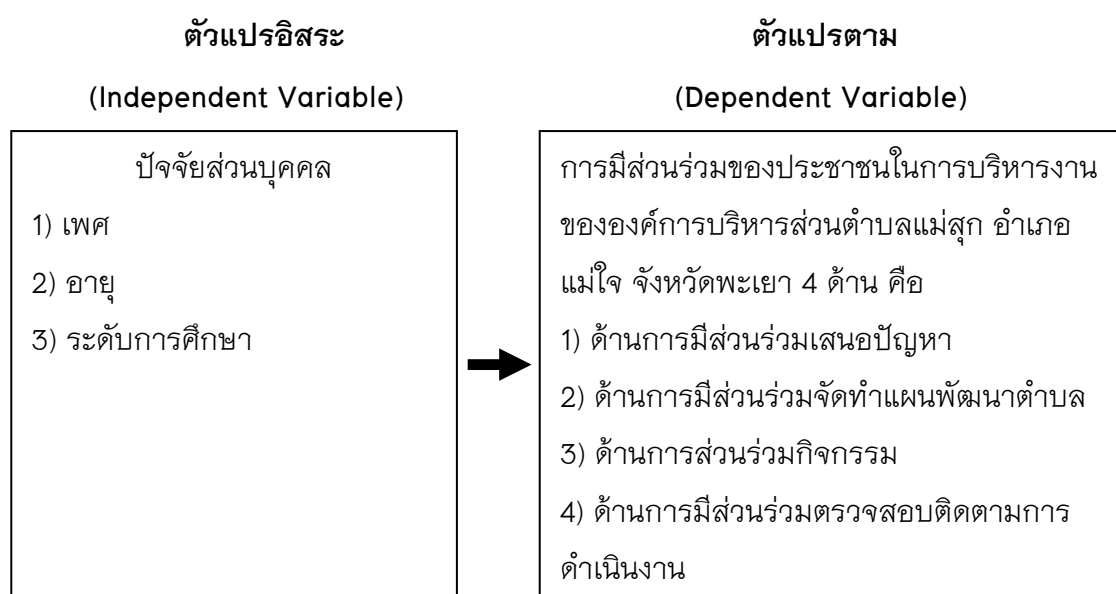 ตัวแปรอิสระ
(Independent Variable)
ปัจจัยส่วนบุคคล
1) เพศ
2) อายุ
3) ระดับการศึกษา
ตัวแปรตาม
(Dependent Variable)
การมีส่วนร่วมของประชาชนในการบริหารงาน
ขององค์การบริหารส่วนตำบลแม่สุก อำเภอ
แม่ใจ จังหวัดพะเยา 4 ด้าน คือ
1) ด้านการมีส่วนร่วมเสนอปัญหา
2) ด้านการมีส่วนร่วมจัดทำแผนพัฒนาตำบล
3) ด้านการส่วนร่วมกิจกรรม
4) ด้านการมีส่วนร่วมตรวจสอบติดตามการ
ดำเนินงาน